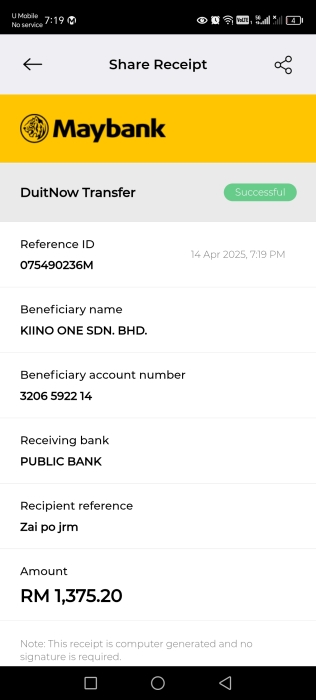 U Mobile
No service
7:19
4
Share Receipt
Maybank
DuitNow Transfer
Successful
Reference ID
14 Apr 2025, 7:19 PM
075490236M
Beneficiary name
KIINO ONE SDN. BHD.
Beneficiary account number
3206 5922 14
Receiving bank
PUBLIC BANK
Recipient reference
Zai po jrm
Amount
RM 1,375.20
Note: This receipt is computer generated and no
signature is required.